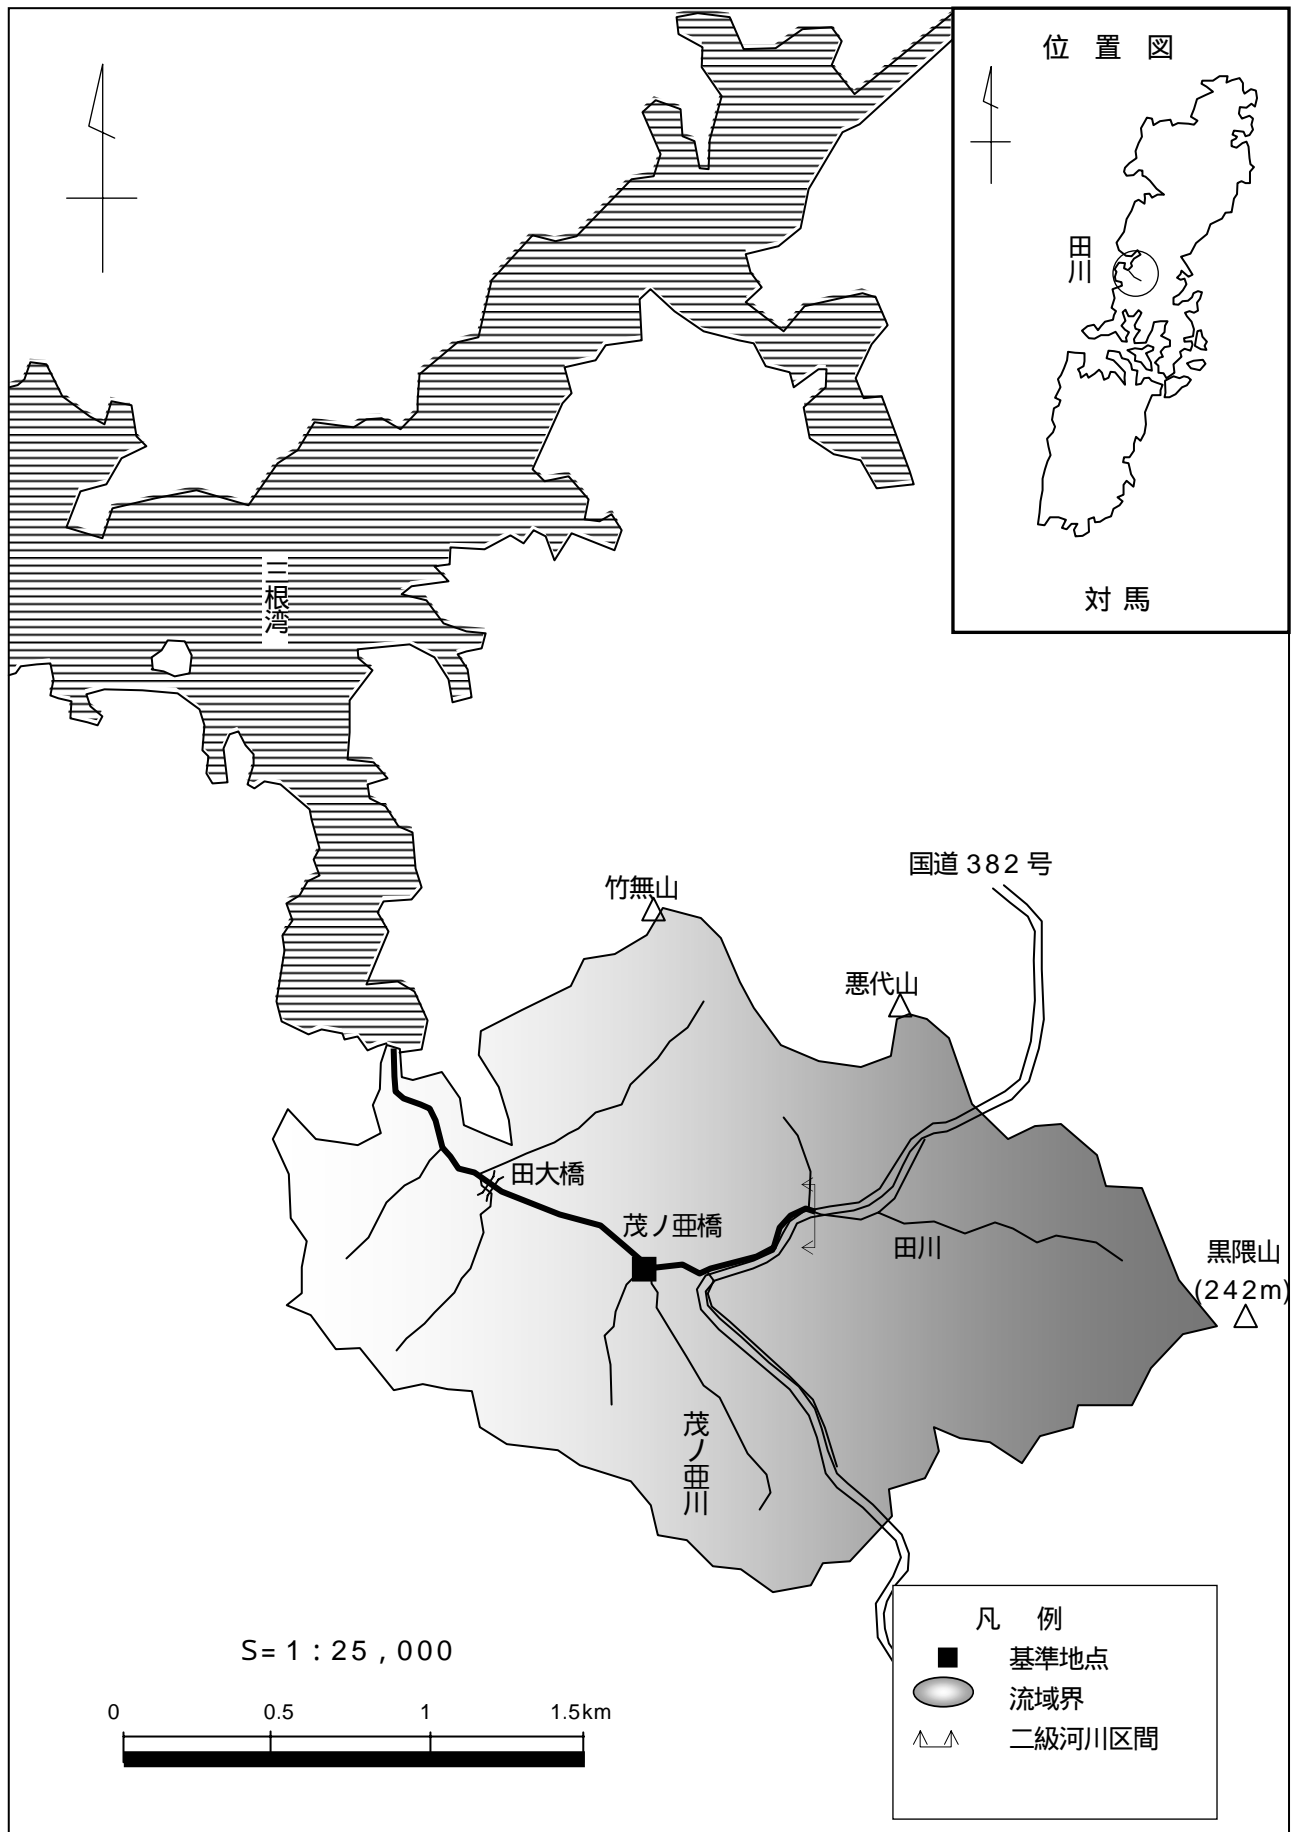 位 置 図
田川
対 馬
三根湾
国道 382 号
竹無山
悪代山
田大橋
茂ノ亜橋
田川
黒隈山
(242m)
茂ノ亜川
S= 1 : 25 , 000
0 0.5 1 1.5km
凡 例
基準地点
流域界
二級河川区間